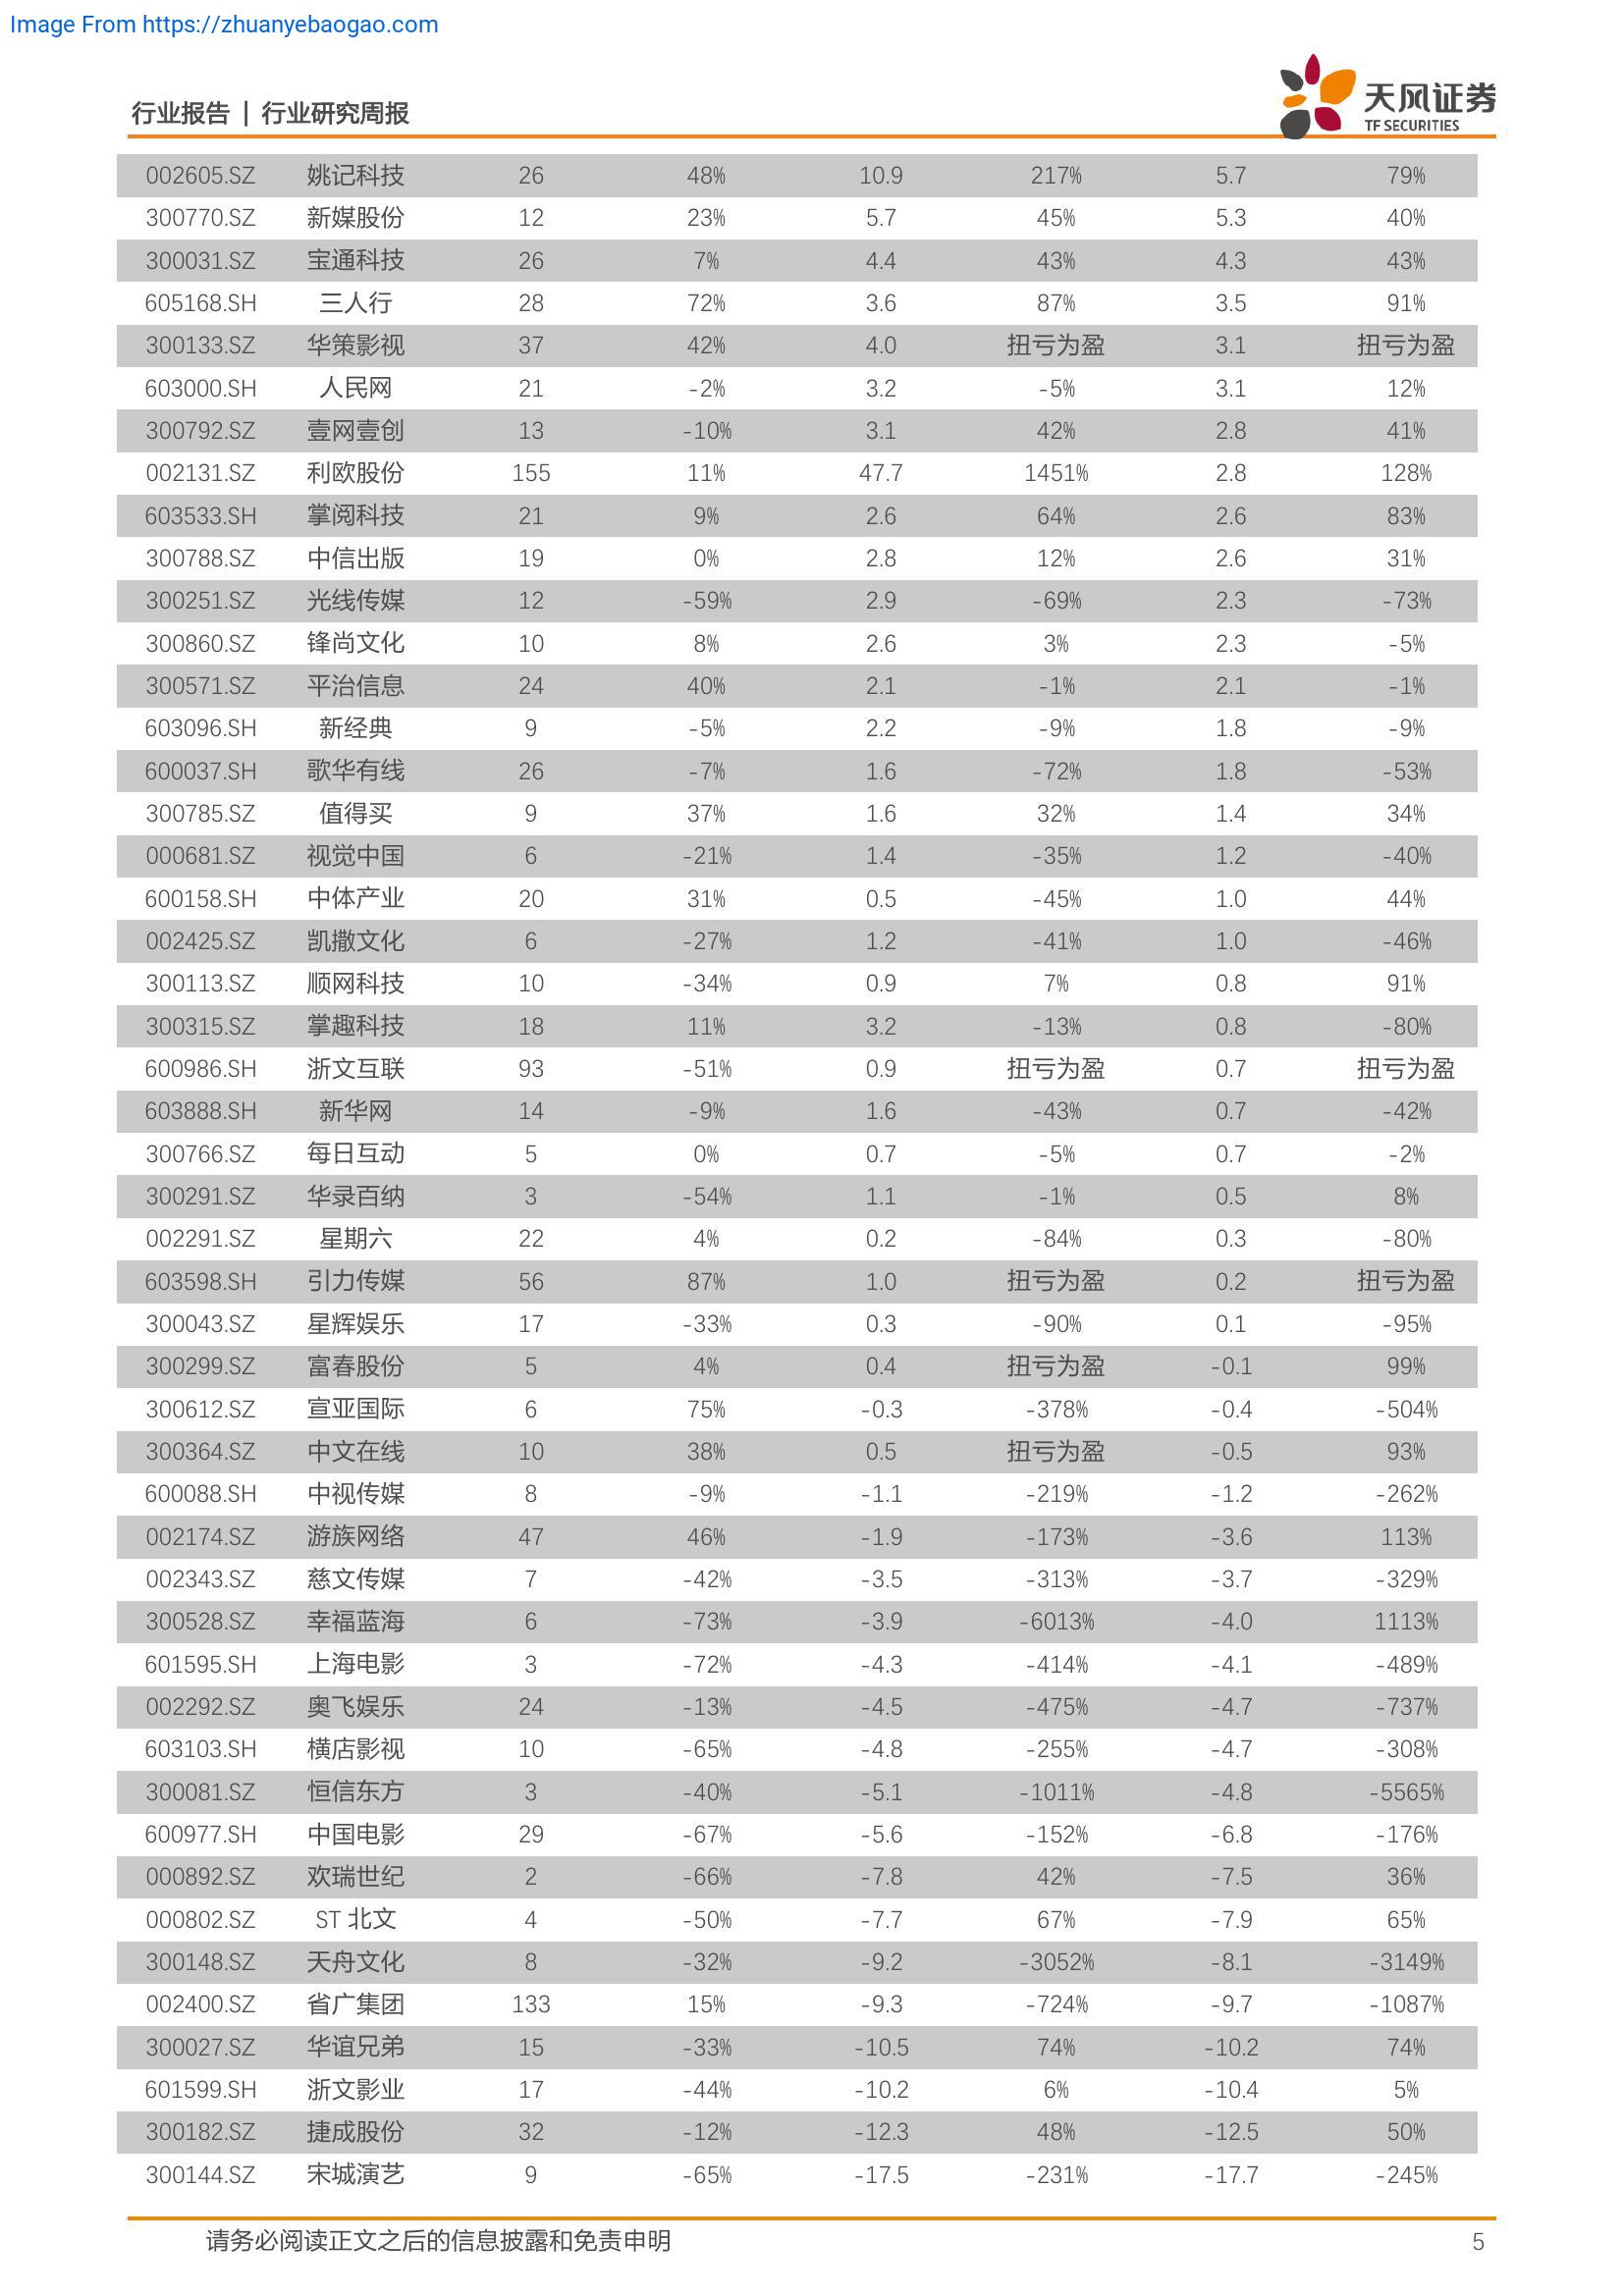 Image From https://zhuanyebaogao.com
行业报告 | 行业研究周报
天风证券
TF SECURITIES
002605.SZ 姚记科技 26 48% 10.9 217% 5.7 79%
300770.SZ 新媒股份 12 23% 5.7 45% 5.3 40%
300031.SZ 宝通科技 26 7% 4.4 43% 4.3 43%
605168.SH 三人行 28 72% 3.6 87% 3.5 91%
300133.SZ 华策影视 37 42% 4.0 扭亏为盈 3.1 扭亏为盈
603000.SH 人民网 21 -2% 3.2 -5% 3.1 12%
300792.SZ 壹网壹创 13 -10% 3.1 42% 2.8 41%
002131.SZ 利欧股份 155 11% 47.7 1451% 2.8 128%
603533.SH 掌阅科技 21 9% 2.6 64% 2.6 83%
300788.SZ 中信出版 19 0% 2.8 12% 2.6 31%
300251.SZ 光线传媒 12 -59% 2.9 -69% 2.3 -73%
300860.SZ 锋尚文化 10 8% 2.6 3% 2.3 -5%
300571.SZ 平治信息 24 40% 2.1 -1% 2.1 -1%
603096.SH 新经典 9 -5% 2.2 -9% 1.8 -9%
600037.SH 歌华有线 26 -7% 1.6 -72% 1.8 -53%
300785.SZ 值得买 9 37% 1.6 32% 1.4 34%
000681.SZ 视觉中国 6 -21% 1.4 -35% 1.2 -40%
600158.SH 中体产业 20 31% 0.5 -45% 1.0 44%
002425.SZ 凯撒文化 6 -27% 1.2 -41% 1.0 -46%
300113.SZ 顺网科技 10 -34% 0.9 7% 0.8 91%
300315.SZ 掌趣科技 18 11% 3.2 -13% 0.8 -80%
600986.SH 浙文互联 93 -51% 0.9 扭亏为盈 0.7 扭亏为盈
603888.SH 新华网 14 -9% 1.6 -43% 0.7 -42%
300766.SZ 每日互动 5 0% 0.7 -5% 0.7 -2%
300291.SZ 华录百纳 3 -54% 1.1 -1% 0.5 8%
002291.SZ 星期六 22 4% 0.2 -84% 0.3 -80%
603598.SH 引力传媒 56 87% 1.0 扭亏为盈 0.2 扭亏为盈
300043.SZ 星辉娱乐 17 -33% 0.3 -90% 0.1 -95%
300299.SZ 富春股份 5 4% 0.4 扭亏为盈 -0.1 99%
300612.SZ 宣亚国际 6 75% -0.3 -378% -0.4 -504%
300364.SZ 中文在线 10 38% 0.5 扭亏为盈 -0.5 93%
600088.SH 中视传媒 8 -9% -1.1 -219% -1.2 -262%
002174.SZ 游族网络 47 46% -1.9 -173% -3.6 113%
002343.SZ 慈文传媒 7 -42% -3.5 -313% -3.7 -329%
300528.SZ 幸福蓝海 6 -73% -3.9 -6013% -4.0 1113%
601595.SH 上海电影 3 -72% -4.3 -414% -4.1 -489%
002292.SZ 奥飞娱乐 24 -13% -4.5 -475% -4.7 -737%
603103.SH 横店影视 10 -65% -4.8 -255% -4.7 -308%
300081.SZ 恒信东方 3 -40% -5.1 -1011% -4.8 -5565%
600977.SH 中国电影 29 -67% -5.6 -152% -6.8 -176%
000892.SZ 欢瑞世纪 2 -66% -7.8 42% -7.5 36%
000802.SZ ST 北文 4 -50% -7.7 67% -7.9 65%
300148.SZ 天舟文化 8 -32% -9.2 -3052% -8.1 -3149%
002400.SZ 省广集团 133 15% -9.3 -724% -9.7 -1087%
300027.SZ 华谊兄弟 15 -33% -10.5 74% -10.2 74%
601599.SH 浙文影业 17 -44% -10.2 6% -10.4 5%
300182.SZ 捷成股份 32 -12% -12.3 48% -12.5 50%
300144.SZ 宋城演艺 9 -65% -17.5 -231% -17.7 -245%
请务必阅读正文之后的信息披露和免责申明 5